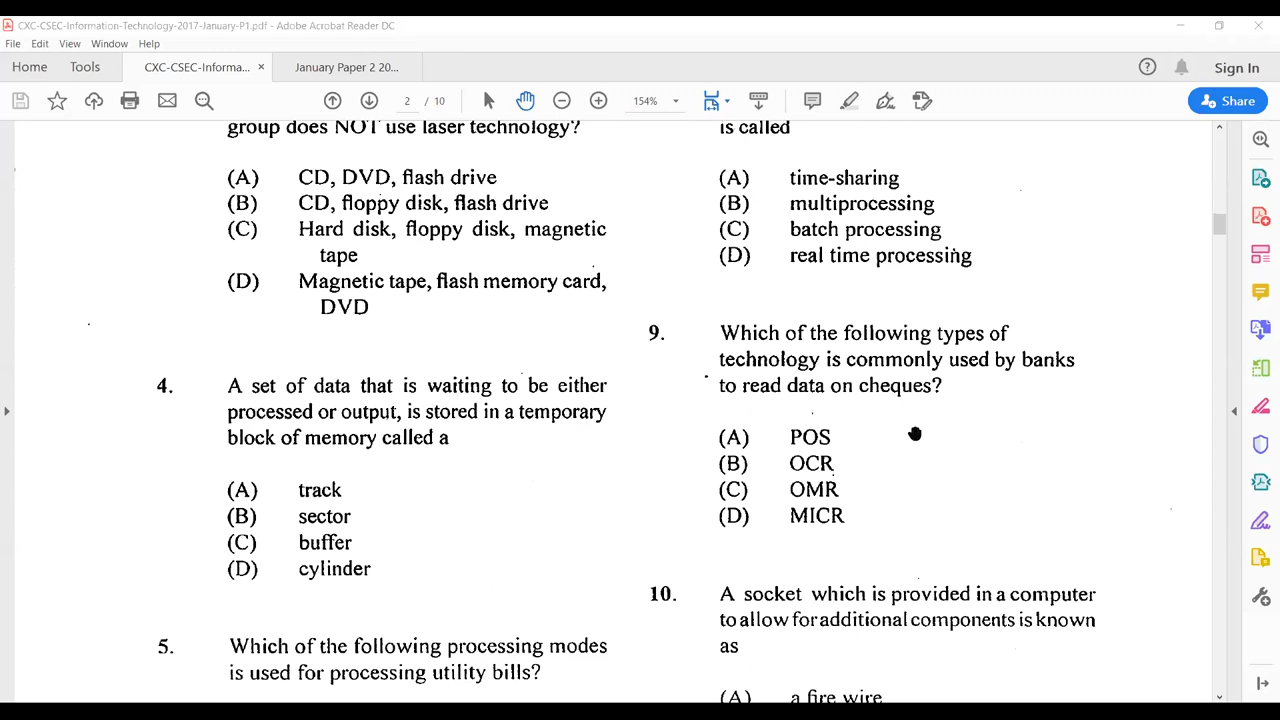 CXC-CSEC-Information-Technology-2017-January-P1.pdf - Adobe Acrobat Reader DC
File Edit View Window Help
Home Tools CXC-CSEC-Informa... × January Paper 2 20... Sign In
2 / 10 154% Share
group does NOT use laser technology?
(A) CD, DVD, flash drive
(B) CD, floppy disk, flash drive
(C) Hard disk, floppy disk, magnetic
tape
(D) Magnetic tape, flash memory card,
DVD
4. A set of data that is waiting to be either
processed or output, is stored in a temporary
block of memory called a
(A) track
(B) sector
(C) buffer
(D) cylinder
5. Which of the following processing modes
is used for processing utility bills?
is called
(A) time-sharing
(B) multiprocessing
(C) batch processing
(D) real time processing
9. Which of the following types of
technology is commonly used by banks
to read data on cheques?
(A) POS
(B) OCR
(C) OMR
(D) MICR
10. A socket which is provided in a computer
to allow for additional components is known
as
(A) a fire wire